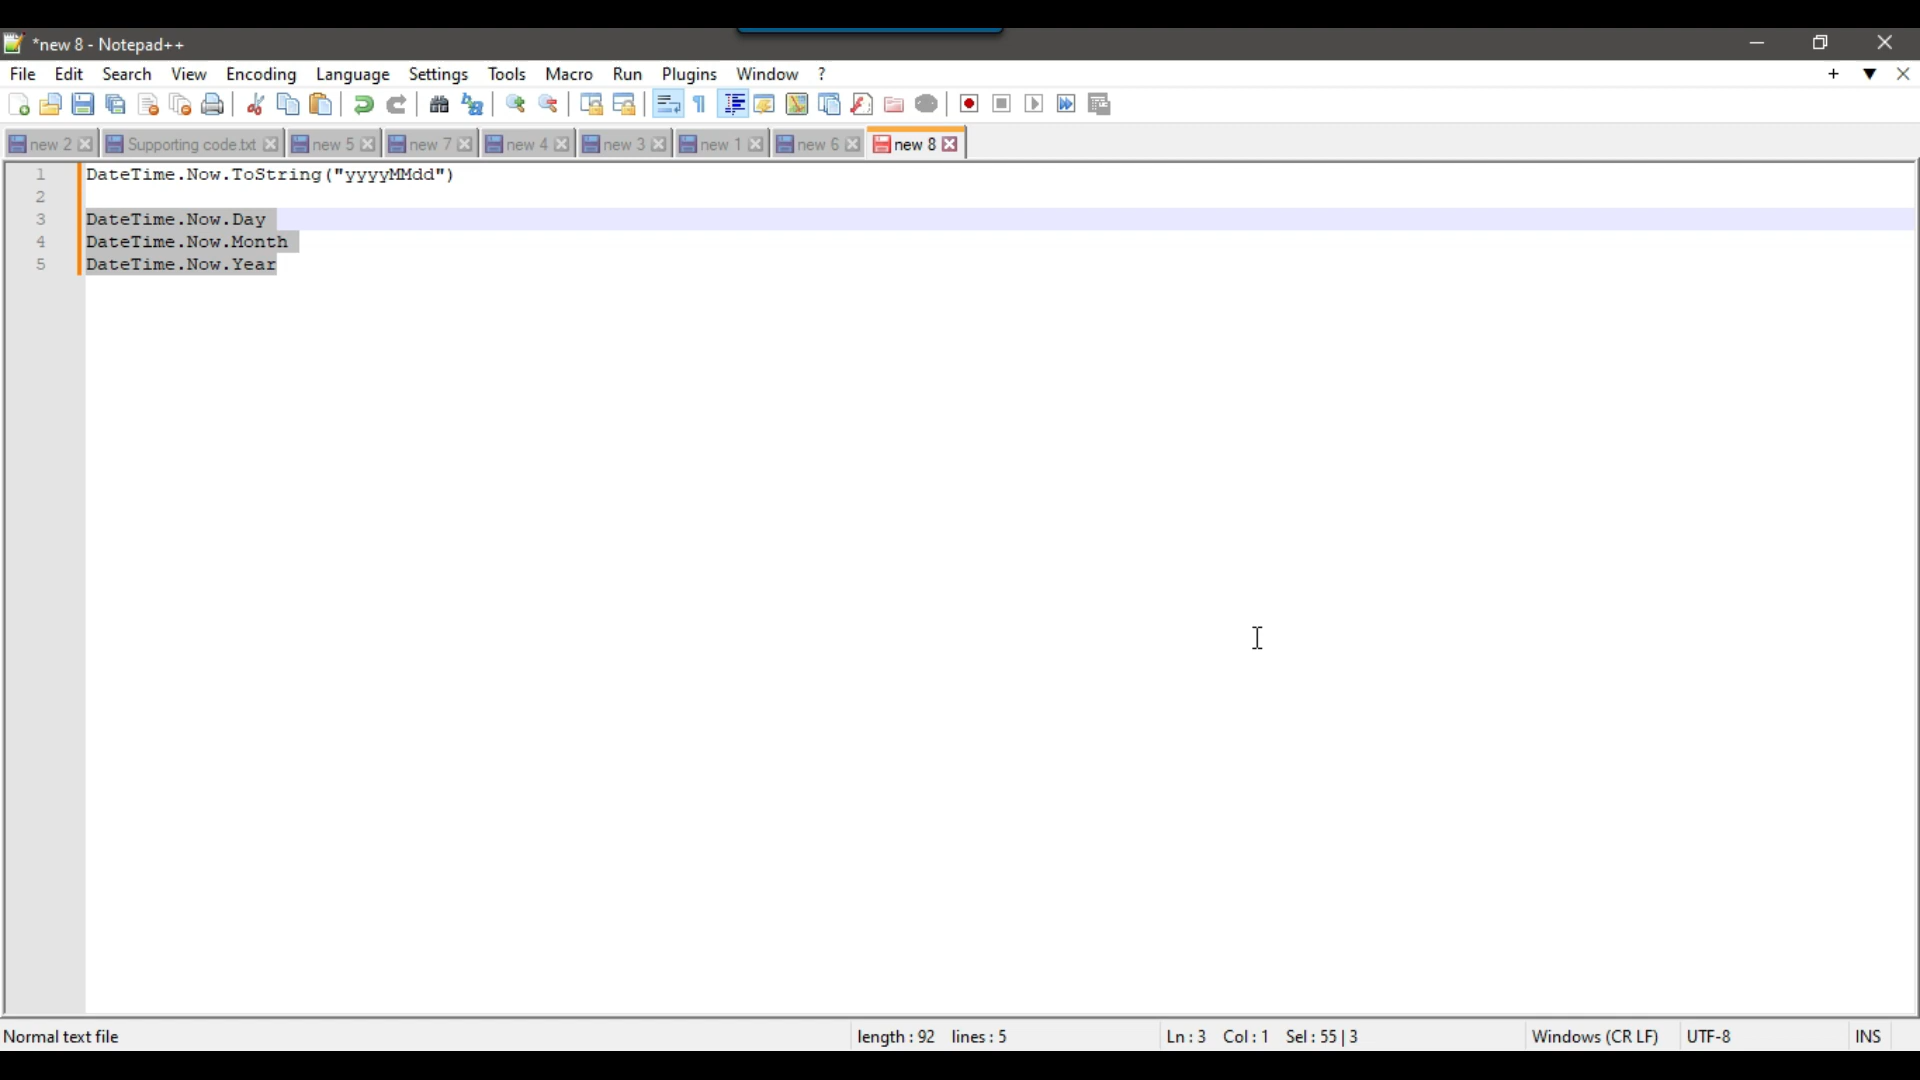 *new 8 - Notepad++
File Edit Search View Encoding Language Settings Tools Macro Run Plugins Window ?
new 2 Supporting code.txt new 5 new 7 new 4 new 3 new 1 new 6 new 8
1 DateTime.Now.ToString("yyyyMMdd")
2
3 DateTime.Now.Day
4 DateTime.Now.Month
5 DateTime.Now.Year
Normal text file length : 92 lines : 5 Ln : 3 Col : 1 Sel : 55 | 3 Windows (CR LF) UTF-8 INS